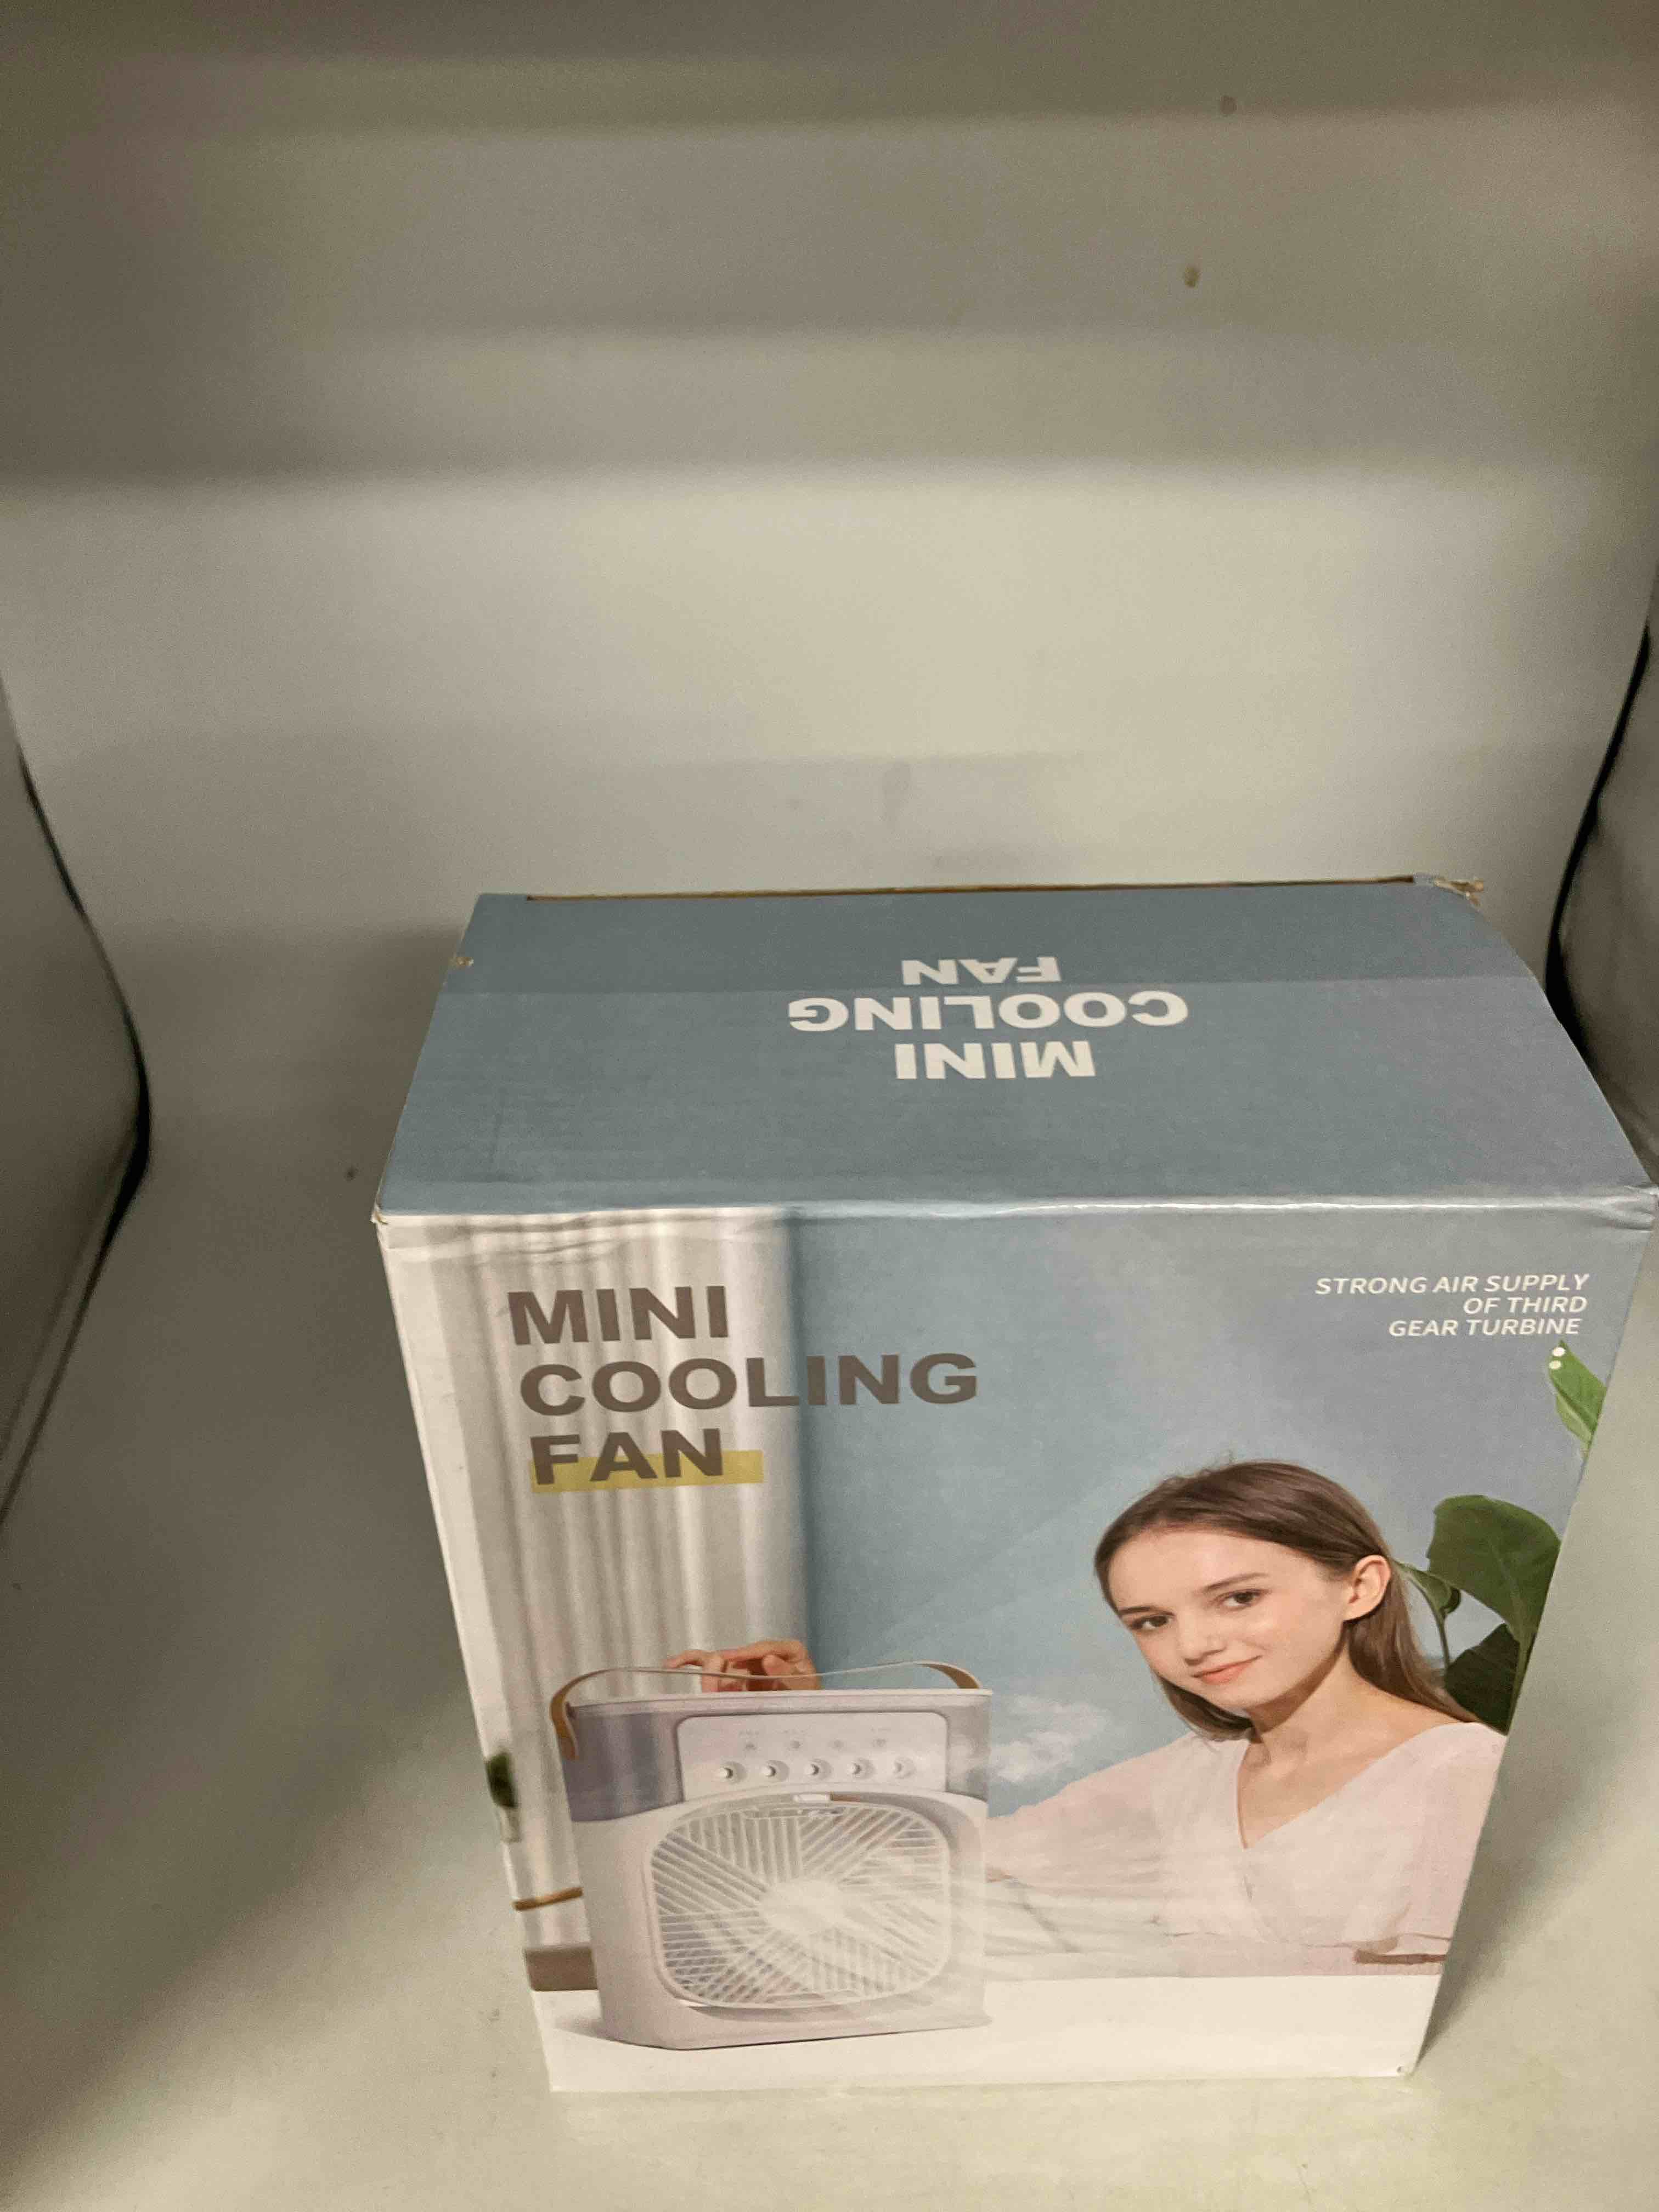 MINI
COOLING
FAN
MINI
COOLING
FAN
STRONG AIR SUPPLY
OF THIRD
GEAR TURBINE